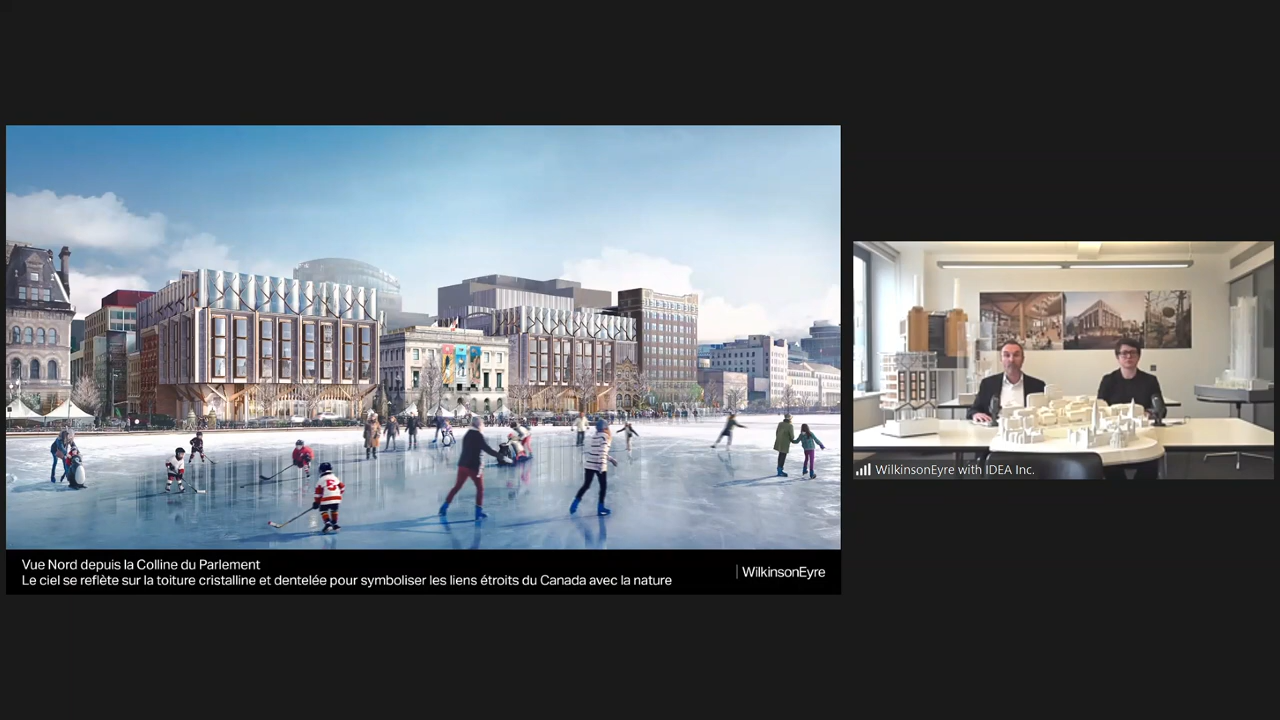 Vue Nord depuis la Colline du Parlement
Le ciel se reflète sur la toiture cristalline et dentelée pour symboliser les liens étroits du Canada avec la nature
WilkinsonEyre
WilkinsonEyre with IDEA Inc.